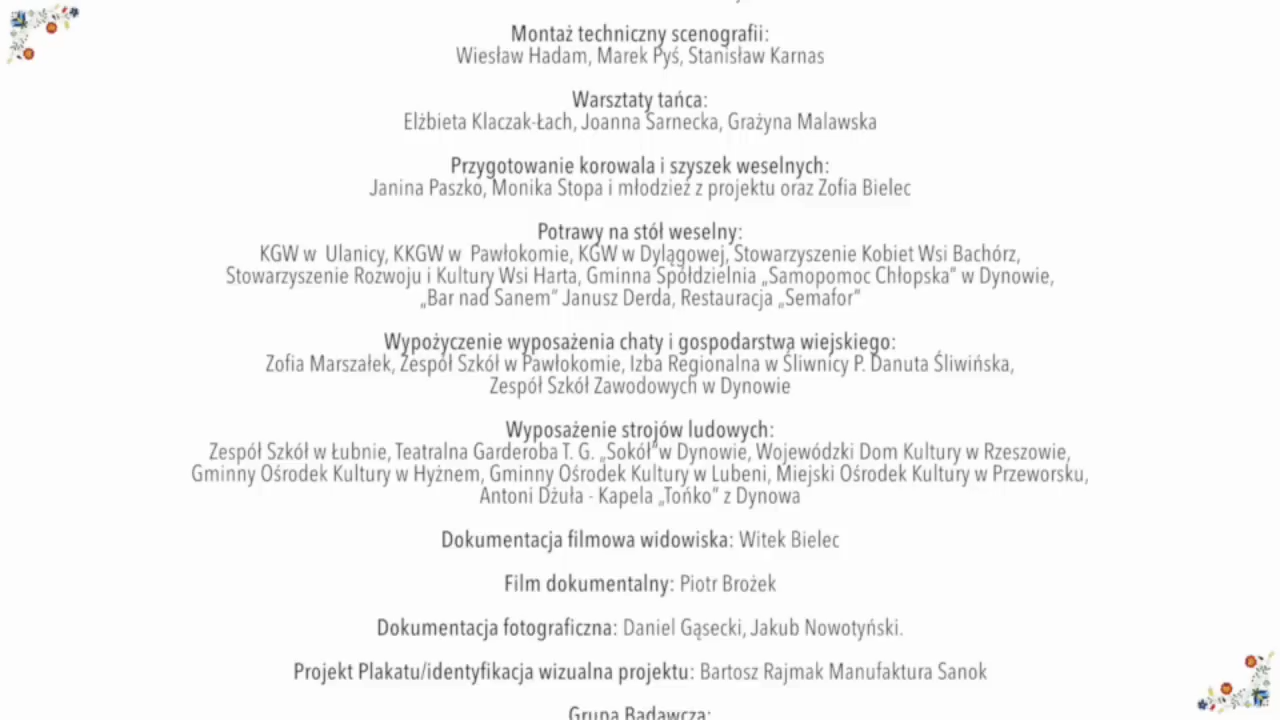 Montaż techniczny scenografii:
Wiesław Hadam, Marek Pyś, Stanisław Karnas
Warsztaty tańca:
Elżbieta Klaczak-Łach, Joanna Sarnecka, Grażyna Malawska
Przygotowanie korowala i szyszek weselnych:
Janina Paszko, Monika Stopa i młodzież z projektu oraz Zofia Bielec
Potrawy na stół weselny:
KGW w Ulanicy, KKGW w Pawłokomie, KGW w Dylągowej, Stowarzyszenie Kobiet Wsi Bachórz,
Stowarzyszenie Rozwoju i Kultury Wsi Harta, Gminna Spółdzielnia „Samopomoc Chłopska” w Dynowie,
„Bar nad Sanem” Janusz Derda, Restauracja „Semafor”
Wypożyczenie wyposażenia chaty i gospodarstwa wiejskiego:
Zofia Marszałek, Zespół Szkół w Pawłokomie, Izba Regionalna w Śliwnicy P. Danuta Śliwińska,
Zespół Szkół Zawodowych w Dynowie
Wyposażenie strojów ludowych:
Zespół Szkół w Łubnie, Teatralna Garderoba T. G. „Sokół”w Dynowie, Wojewódzki Dom Kultury w Rzeszowie,
Gminny Ośrodek Kultury w Hyżnem, Gminny Ośrodek Kultury w Lubeni, Miejski Ośrodek Kultury w Przeworsku,
Antoni Dżuła - Kapela „Tońko” z Dynowa
Dokumentacja filmowa widowiska: Witek Bielec
Film dokumentalny: Piotr Brożek
Dokumentacja fotograficzna: Daniel Gąsecki, Jakub Nowotyński.
Projekt Plakatu/identyfikacja wizualna projektu: Bartosz Rajmak Manufaktura Sanok
Grupa Badawcza: